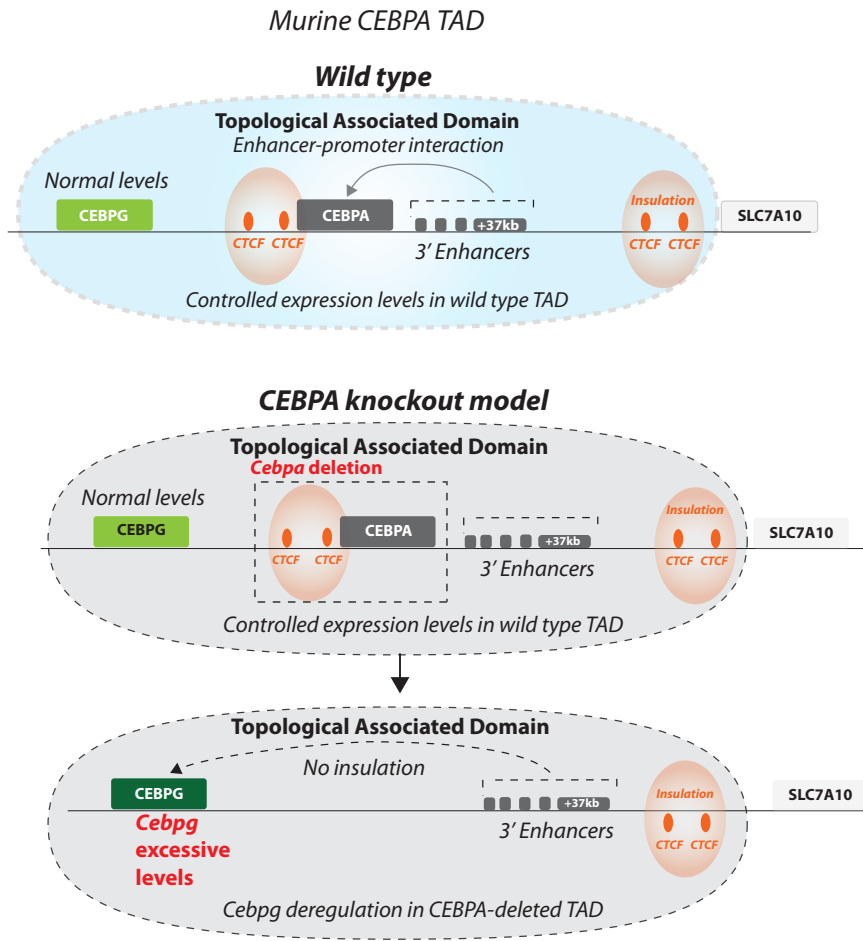 Murine CEBPA TAD
Wild type
Topological Associated Domain
Enhancer-promoter interaction
Normal levels
CEBPG
CTCF CTCF
CEBPA
+37kb
3’ Enhancers
Insulation
CTCF CTCF
SLC7A10
Controlled expression levels in wild type TAD
CEBPA knockout model
Topological Associated Domain
Cebpa deletion
Normal levels
CEBPG
CTCF CTCF
CEBPA
+37kb
3’ Enhancers
Insulation
CTCF CTCF
SLC7A10
Controlled expression levels in wild type TAD
Topological Associated Domain
No insulation
CEBPG
Cebpg
excessive
levels
+37kb
3’ Enhancers
Insulation
CTCF CTCF
SLC7A10
Cebpg deregulation in CEBPA-deleted TAD